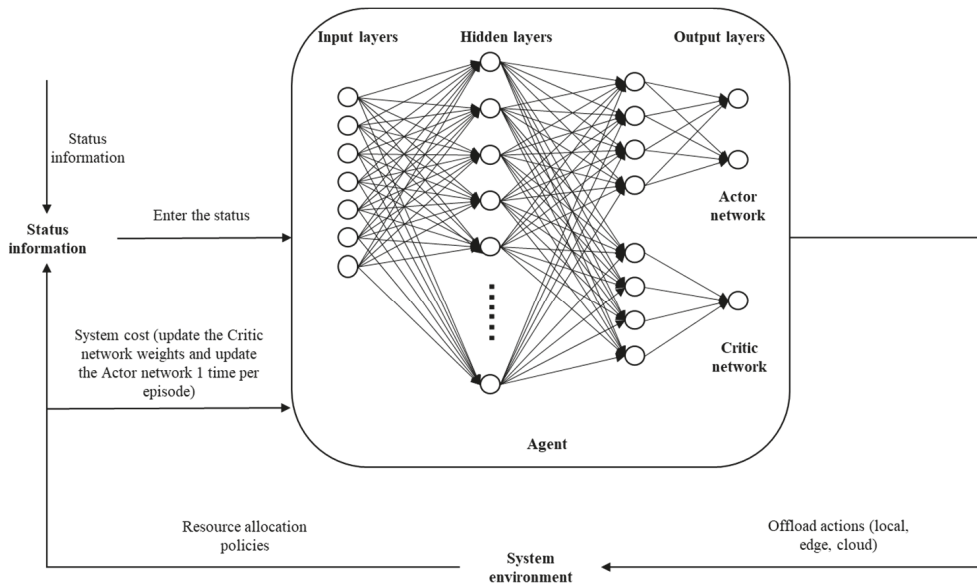 Input layers
Hidden layers
Output layers
Status
information
Status
information
Enter the status
Actor
network
System cost (update the Critic
network weights and update
the Actor network 1 time per
episode)
Critic
network
Agent
Resource allocation
policies
System
environment
Offload actions (local,
edge, cloud)